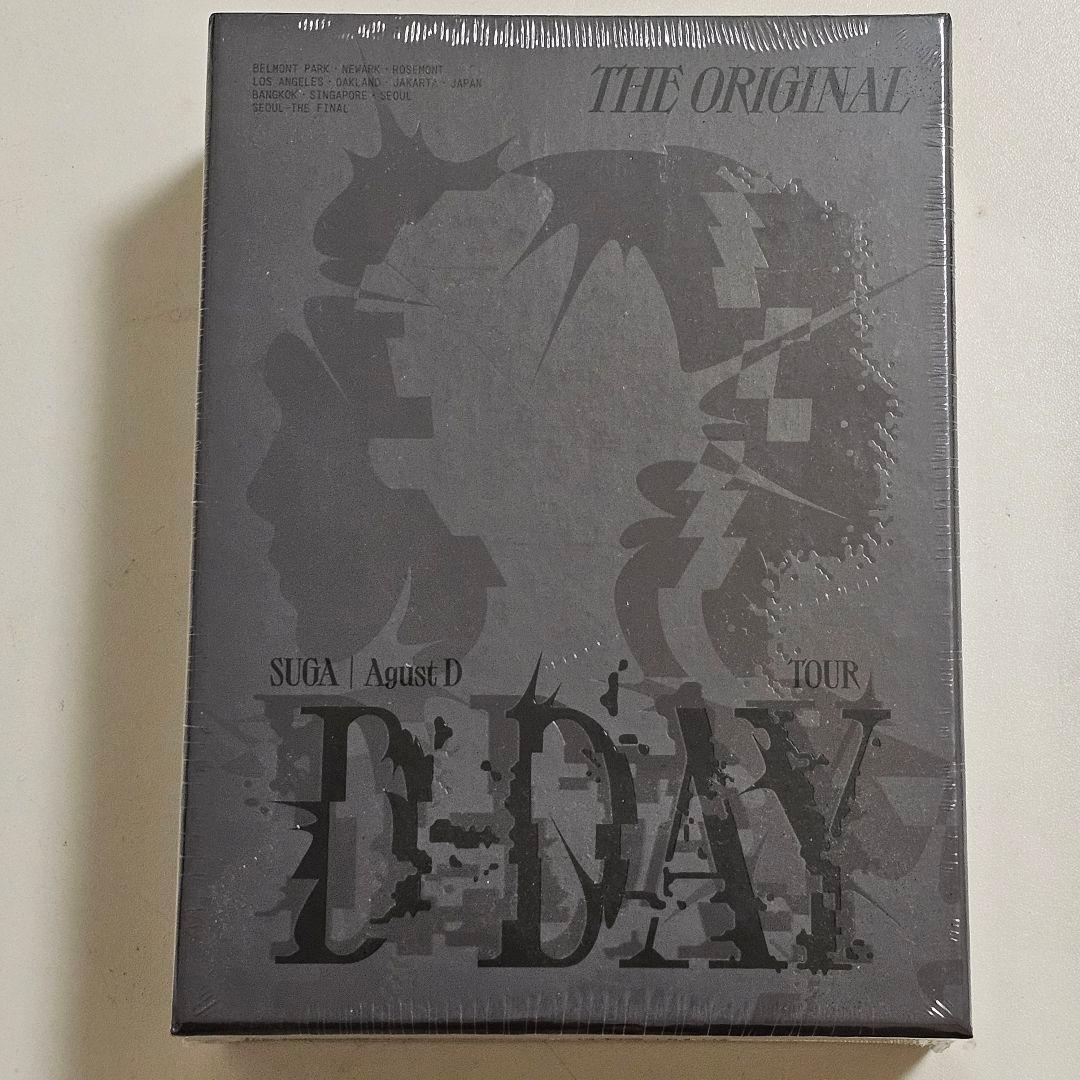 BELMONT PARK · NEWARK · ROSEMONT
LOS ANGELES · OAKLAND · JAKARTA · JAPAN
BANGKOK · SINGAPORE · SEOUL
SEOUL-THE FINAL
THE ORIGINAL
SUGA | Agust D TOUR
D-DAY